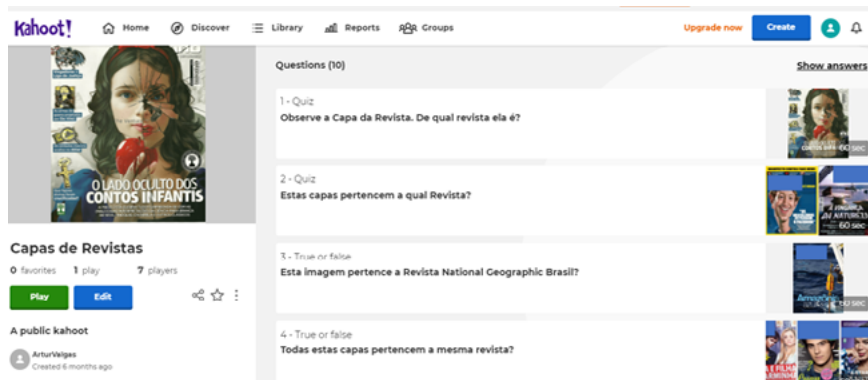 Kahoot! Home Discover Library Reports Groups Upgrade now Create
O LADO OCULTO DOS
CONTOS INFANTIS
Capas de Revistas
0 favorites 1 play 7 players
Play Edit
A public kahoot
ArturValgas
Created 6 months ago
Questions (10) Show answers
1 - Quiz
Observe a Capa da Revista. De qual revista ela é?
60 sec
2 - Quiz
Estas capas pertencem a qual Revista?
60 sec
3 - True or false
Esta imagem pertence a Revista National Geographic Brasil?
60 sec
4 - True or false
Todas estas capas pertencem a mesma revista?